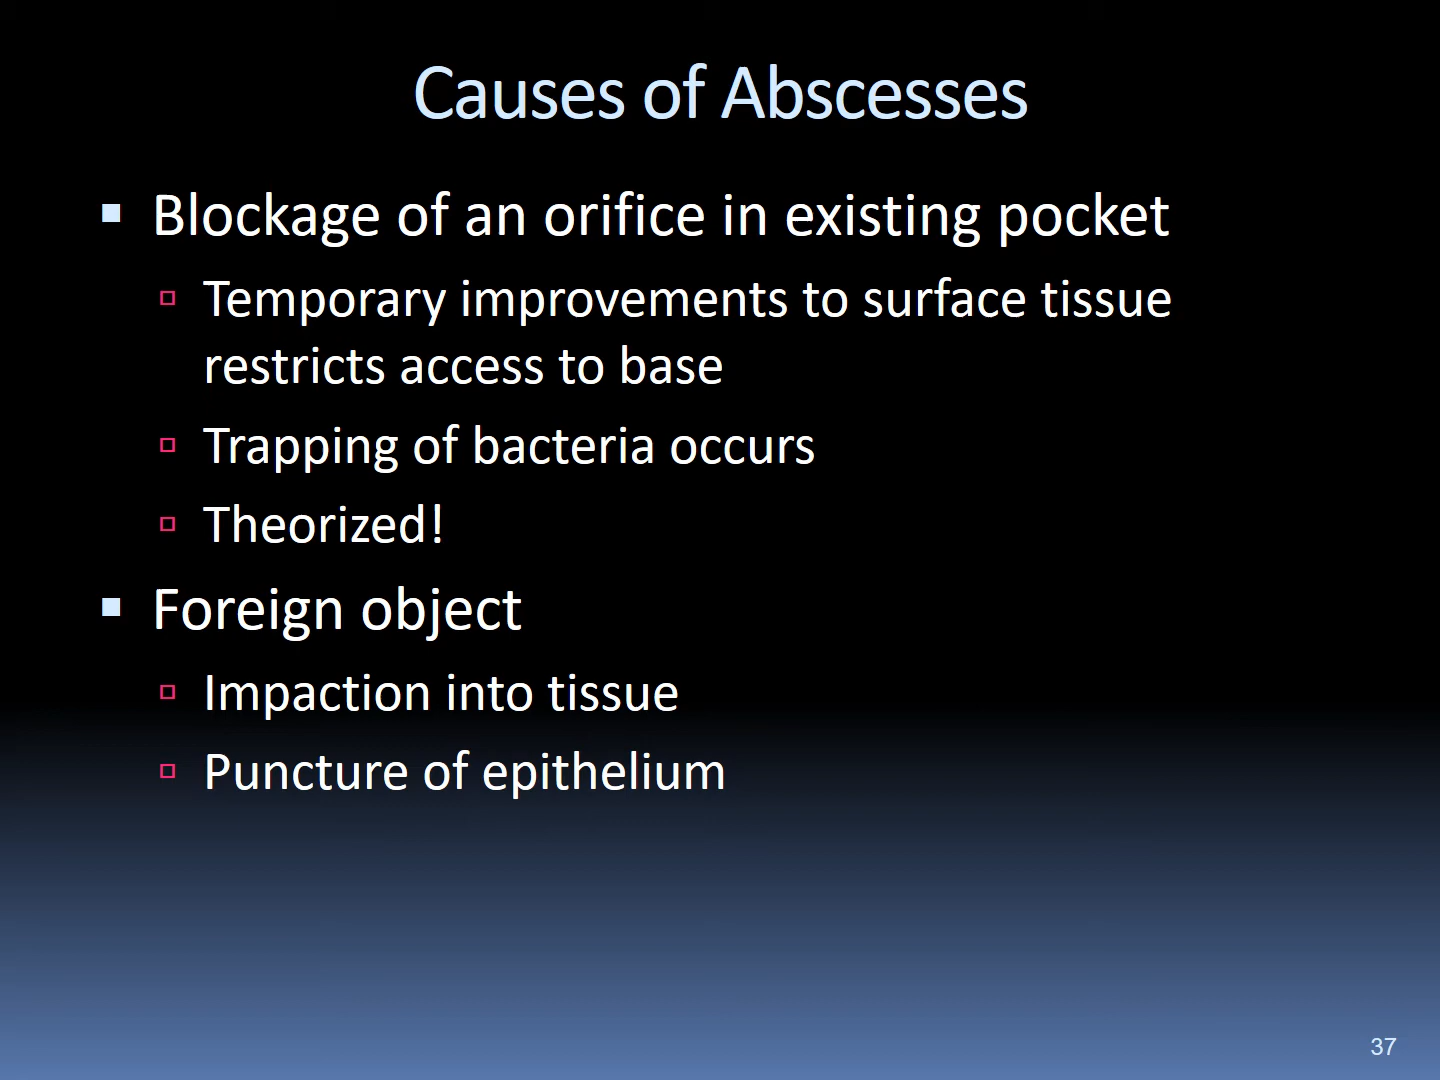 Causes of Abscesses
Blockage of an orifice in existing pocket
Temporary improvements to surface tissue
restricts access to base
Trapping of bacteria occurs
Theorized!
Foreign object
Impaction into tissue
Puncture of epithelium
37